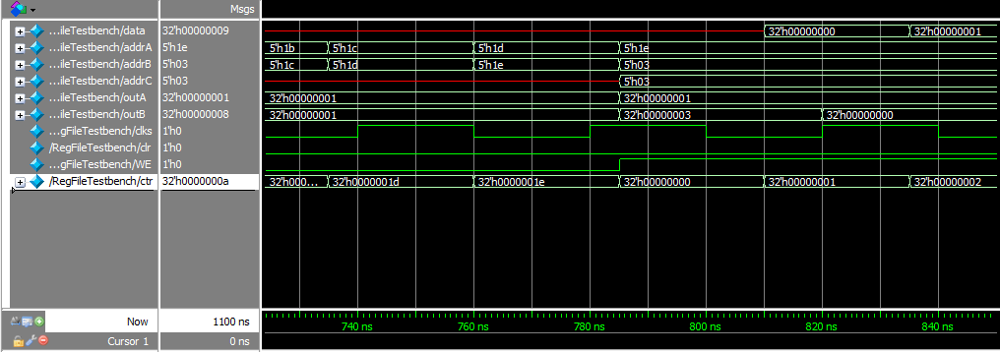 Msgs
...ileTestbench/data 32'h00000009 32'h00000000 32'h00000001
...ileTestbench/addrA 5'h1e 5'h1b 5'h1c 5'h1d 5'h1e
...ileTestbench/addrB 5'h03 5'h1c 5'h1d 5'h1e 5'h03
...ileTestbench/addrC 5'h03 5'h03
...ileTestbench/outA 32'h00000001 32'h00000001 32'h00000001
...ileTestbench/outB 32'h00000008 32'h00000001 32'h00000003 32'h00000000
...gFileTestbench/clks 1'h0
/RegFileTestbench/clr 1'h0
...gFileTestbench/WE 1'h0
/RegFileTestbench/ctr 32'h0000000a 32'h000... 32'h0000001d 32'h0000001e 32'h00000000 32'h00000001 32'h00000002
Now 1100 ns 740 ns 760 ns 780 ns 800 ns 820 ns 840 ns
Cursor 1 0 ns